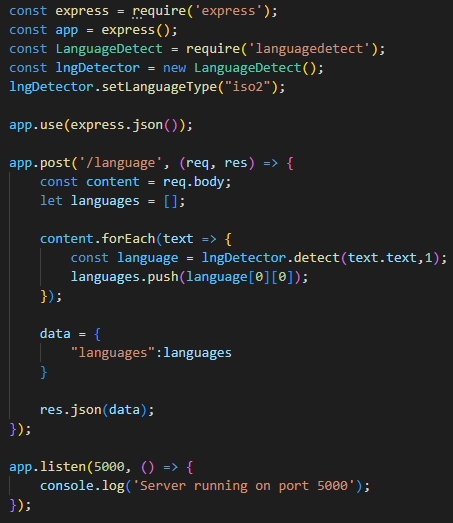 const express = require('express');
const app = express();
const LanguageDetect = require('languagedetect');
const lngDetector = new LanguageDetect();
lngDetector.setLanguageType("iso2");

app.use(express.json());

app.post('/language', (req, res) => {
    const content = req.body;
    let languages = [];

    content.forEach(text => {
        const language = lngDetector.detect(text.text,1);
        languages.push(language[0][0]);
    });

    data = {
        "languages":languages
    }

    res.json(data);
});

app.listen(5000, () => {
    console.log('Server running on port 5000');
});